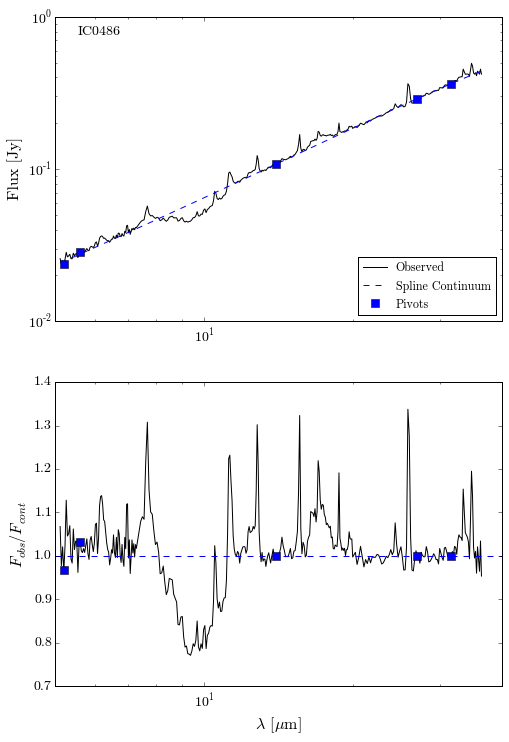 IC0486
Flux [Jy]
10^0
10^-1
10^-2
10^1
Observed
Spline Continuum
Pivots
F_obs/F_cont
1.4
1.3
1.2
1.1
1.0
0.9
0.8
0.7
10^1
λ [μm]